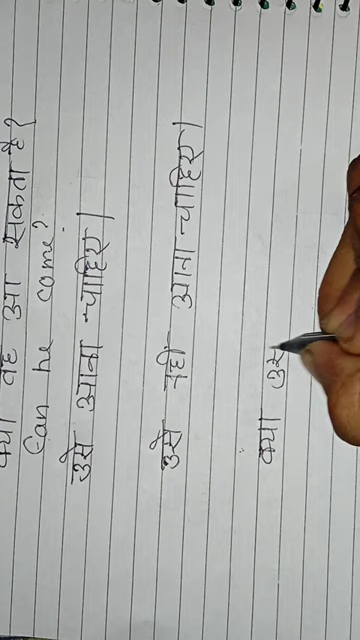 क्या वह आ सकता है?
Can he come?
उसे आना चाहिए|
उसे नहीं आना चाहिए|
क्या उस